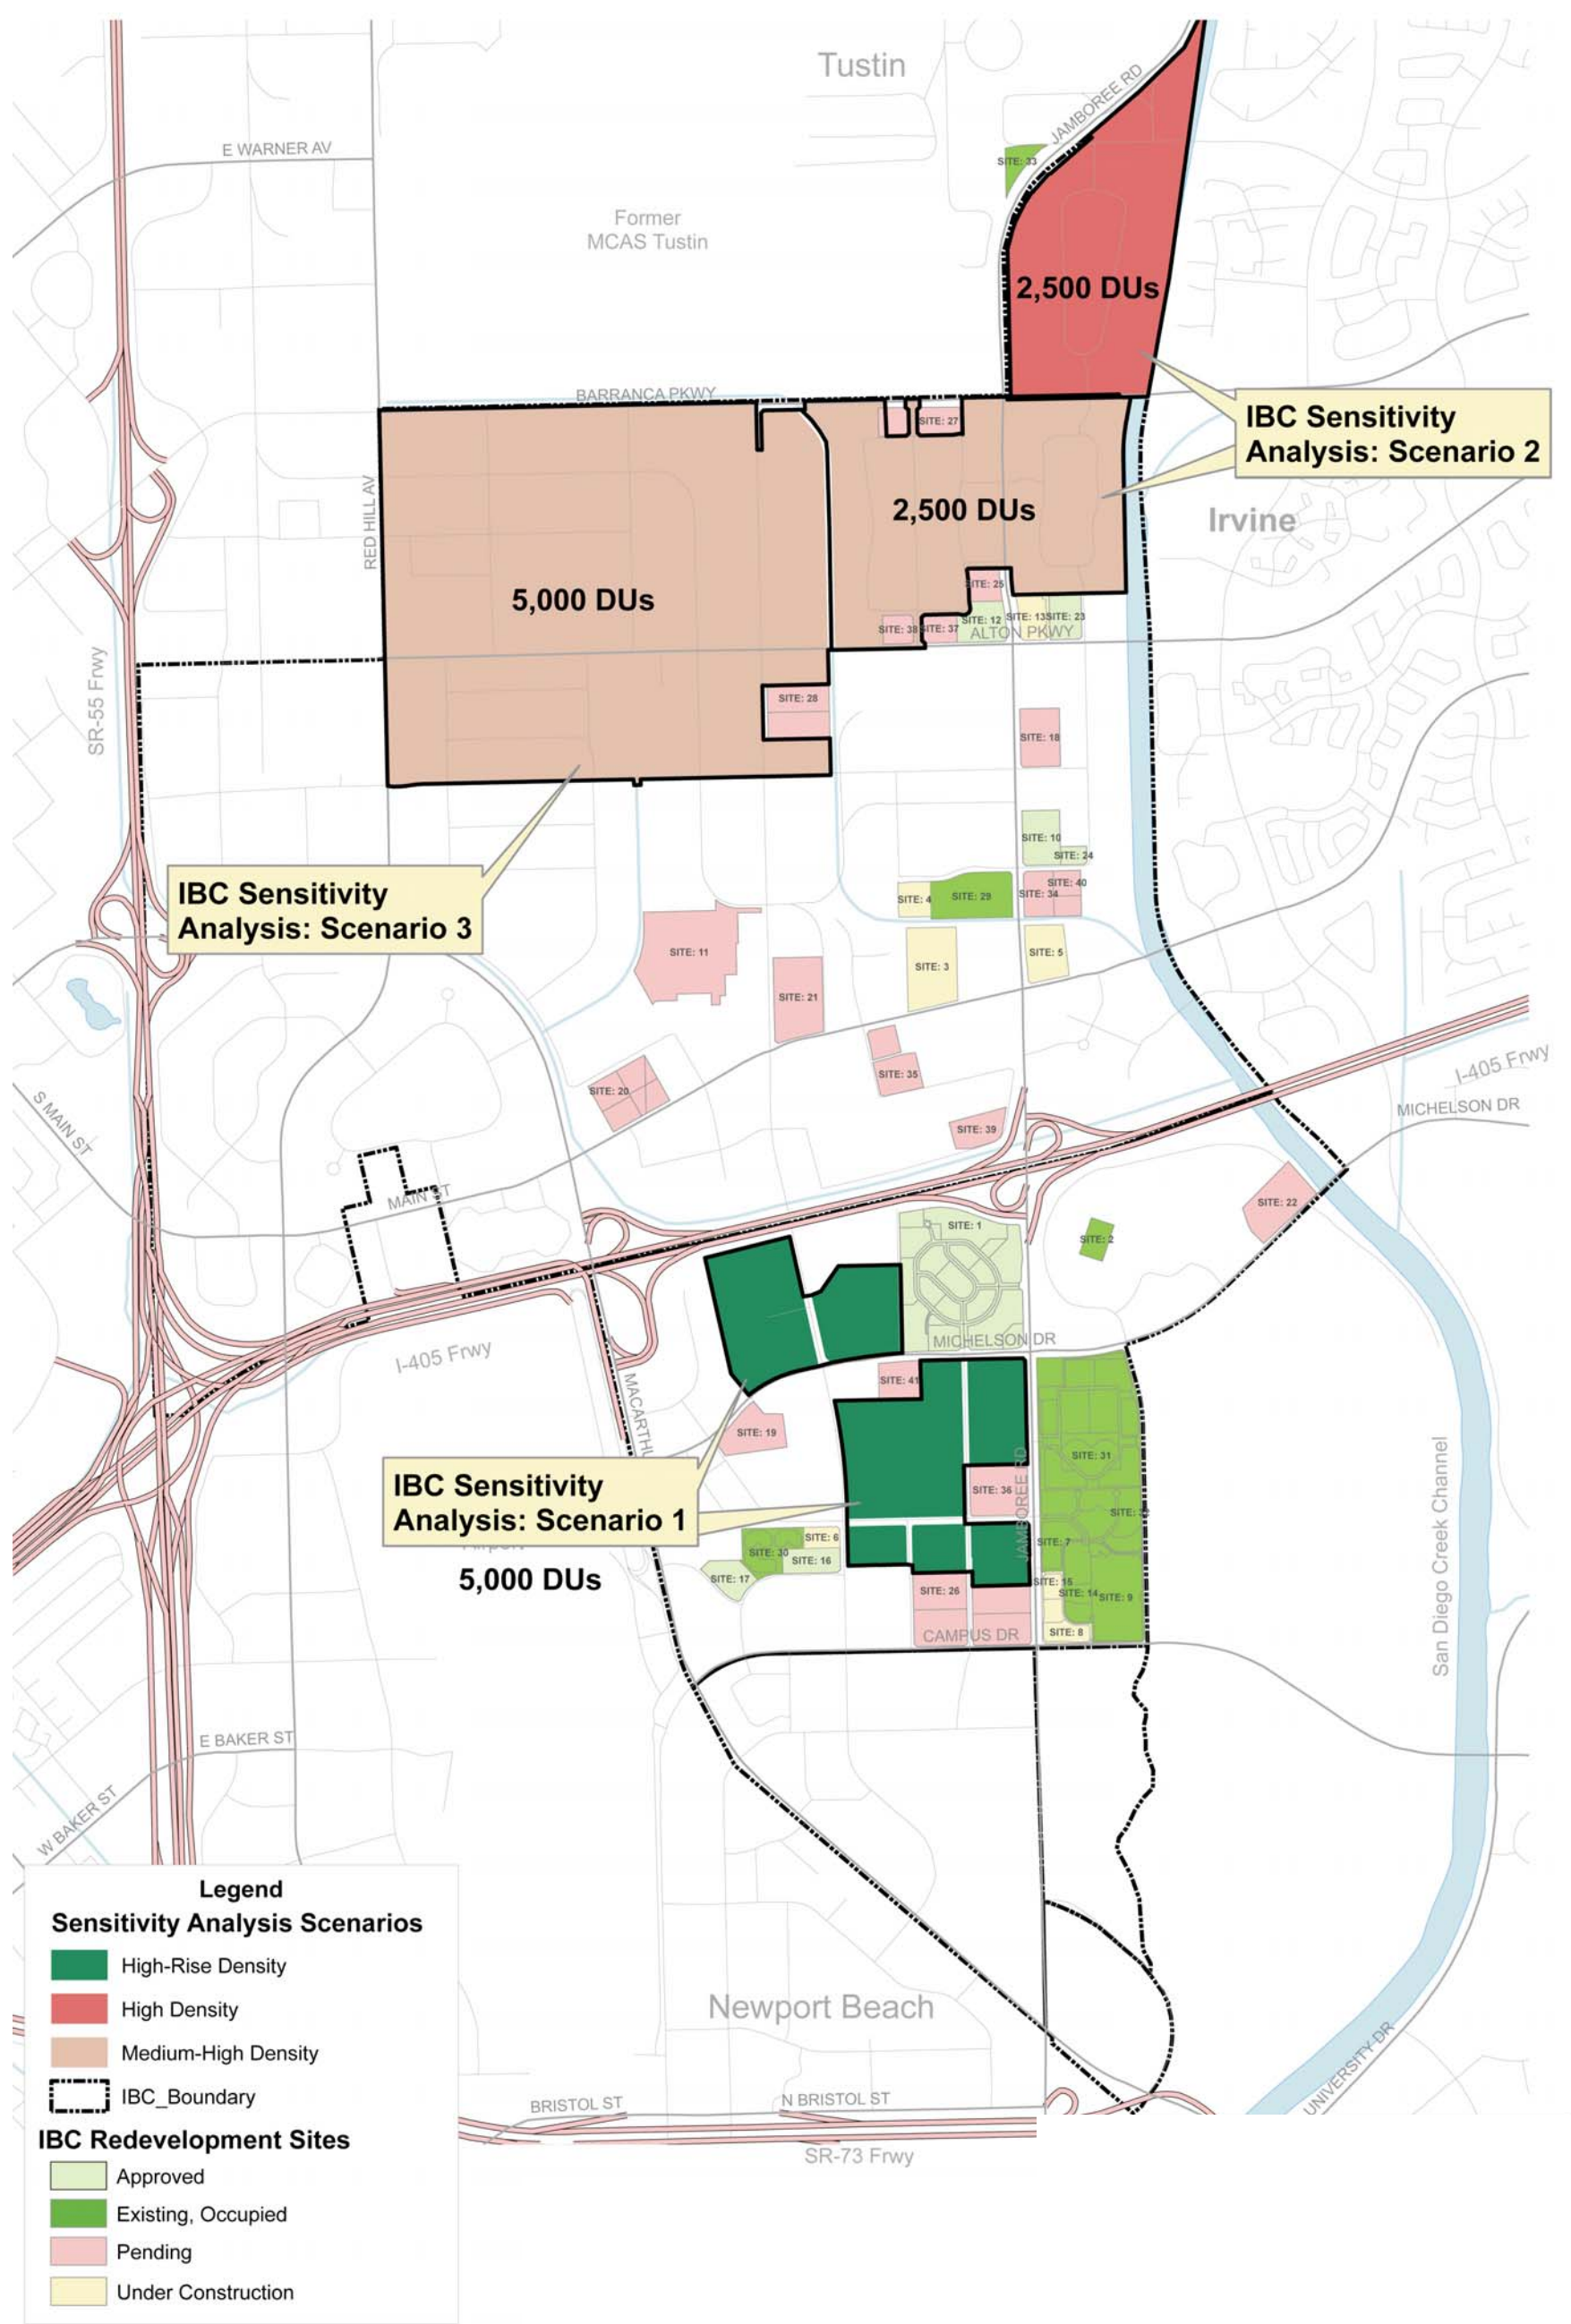 Tustin
JAMBOREE RD
E WARNER AV
SITE: 33
Former
MCAS Tustin
2,500 DUs
BARRANCA PKWY
IBC Sensitivity
Analysis: Scenario 2
SITE: 27
RED HILL AV
2,500 DUs
Irvine
5,000 DUs
SITE: 25
SITE: 12
SITE: 13
SITE: 23
SITE: 38
SITE: 37
ALTON PKWY
SR-55 Frwy
SITE: 28
SITE: 18
SITE: 10
SITE: 24
IBC Sensitivity
Analysis: Scenario 3
SITE: 4
SITE: 29
SITE: 34
SITE: 40
SITE: 11
SITE: 3
SITE: 5
SITE: 21
SITE: 20
SITE: 35
I-405 Frwy
S MAIN ST
MICHELSON DR
SITE: 39
MAIN ST
SITE: 22
SITE: 1
SITE: 2
MICHELSON DR
I-405 Frwy
SITE: 41
MACARTHU
SITE: 19
SITE: 31
IBC Sensitivity
Analysis: Scenario 1
SITE: 36
JAMBOREE RD
San Diego Creek Channel
SITE: 6
SITE: 7
SITE: 30
SITE: 16
5,000 DUs
SITE: 17
SITE: 26
SITE: 15
SITE: 14
SITE: 9
CAMPUS DR
SITE: 8
E BAKER ST
W BAKER ST
Newport Beach
UNIVERSITY DR
BRISTOL ST
N BRISTOL ST
SR-73 Frwy
Legend
Sensitivity Analysis Scenarios
High-Rise Density
High Density
Medium-High Density
IBC_Boundary
IBC Redevelopment Sites
Approved
Existing, Occupied
Pending
Under Construction